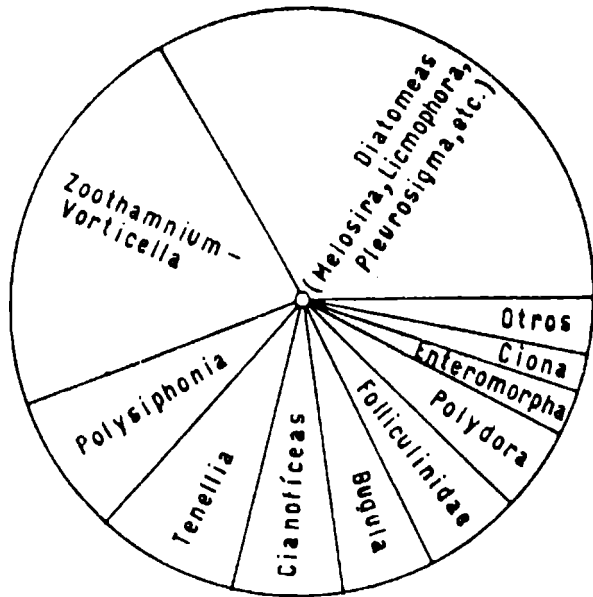 Diatomeas
(Melosira, Licmophora,
Pleurosigma, etc.)
Zoothamnium-
Vorticella
Otros
Ciona
Enteromorpha
Polydora
Folliculinidae
Bugula
Cianofíceas
Tenellia
Polysiphonia